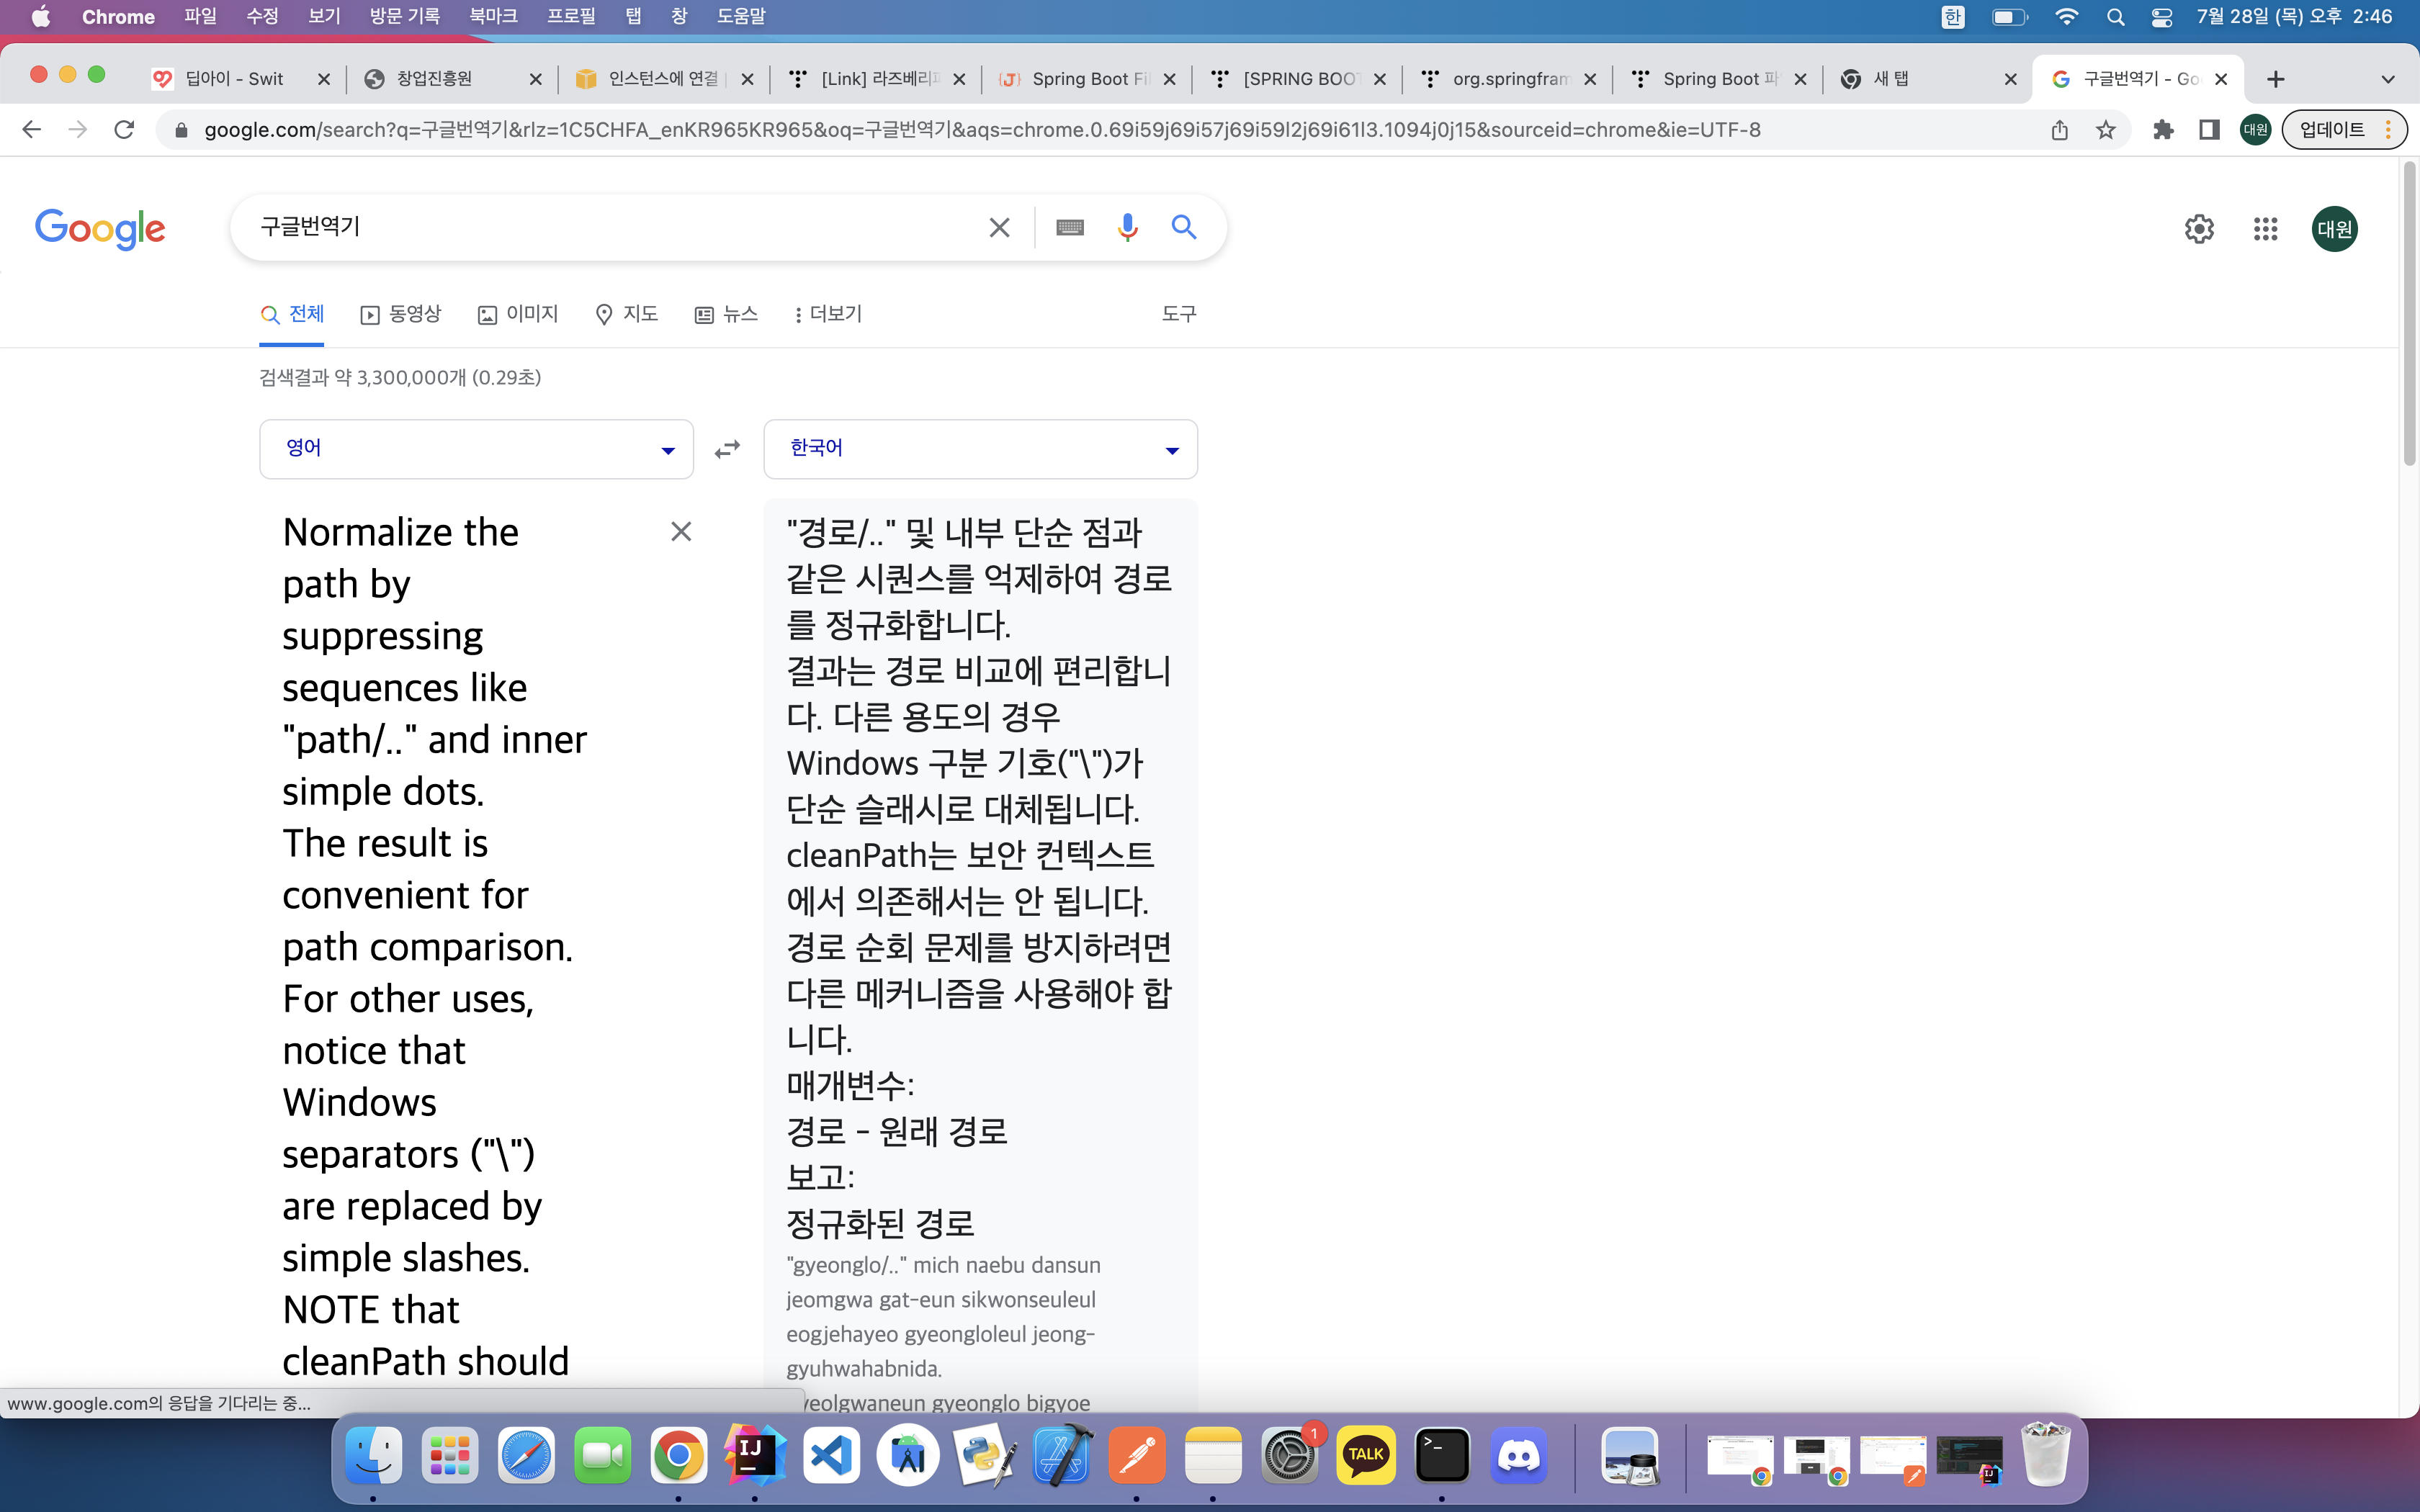 Chrome 파일 수정 보기 방문 기록 북마크 프로필 탭 창 도움말 한 7월 28일 (목) 오후 2:46
딥아이 - Swit 창업진흥원 인스턴스에 연결 [Link] 라즈베리 Spring Boot Fi [SPRING BOO org.springfram Spring Boot 새 탭 구글번역기 - Go
google.com/search?q=구글번역기&rlz=1C5CHFA_enKR965KR965&oq=구글번역기&aqs=chrome.0.69i59j69i57j69i59l2j69i61l3.1094j0j15&sourceid=chrome&ie=UTF-8 대원 업데이트
Google 구글번역기 대원
전체 동영상 이미지 지도 뉴스 더보기 도구
검색결과 약 3,300,000개 (0.29초)
영어 한국어
Normalize the
path by
suppressing
sequences like
"path/.." and inner
simple dots.
The result is
convenient for
path comparison.
For other uses,
notice that
Windows
separators ("\")
are replaced by
simple slashes.
NOTE that
cleanPath should
"경로/.." 및 내부 단순 점과
같은 시퀀스를 억제하여 경로
를 정규화합니다.
결과는 경로 비교에 편리합니
다. 다른 용도의 경우
Windows 구분 기호("\")가
단순 슬래시로 대체됩니다.
cleanPath는 보안 컨텍스트
에서 의존해서는 안 됩니다.
경로 순회 문제를 방지하려면
다른 메커니즘을 사용해야 합
니다.
매개변수:
경로 - 원래 경로
보고:
정규화된 경로
"gyeonglo/.." mich naebu dansun
jeomgwa gat-eun sikwonseuleul
eogjehayeo gyeongloleul jeong-
gyuhwahabnida.
yeolgwaneun gyeonglo bigyoe
www.google.com의 응답을 기다리는 중...
IJ
1
TALK
>_
IJ